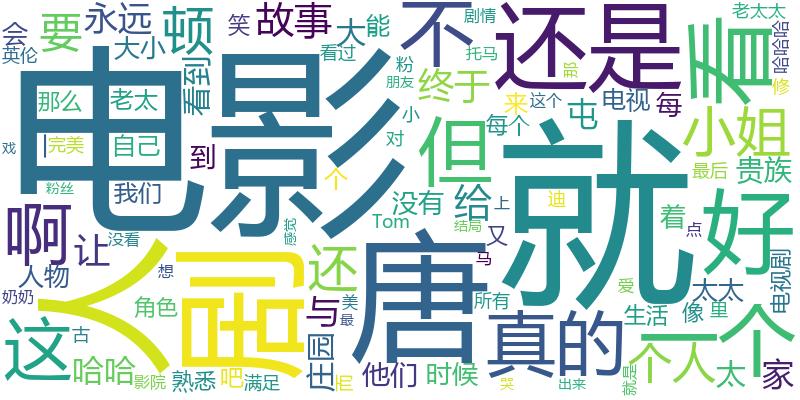 会 要 永远 顿 笑 故事 大 能 不 还是 看 老太太
英伦 大小 看到 看过 粉 剧情 托马 那 哈哈哈
电影 朋友 终于 来 这个 电视 每 修
那么 老太 小 但 每个 屯 小姐
戏 完美 自己 到 对 就 最后 贵族
粉丝 我们 个 没有 给 上 迪 着 好
啊 让 没看 剧 感觉 Tom 唐 结局 又 点
人 人物 想 还 马 爱 太太 电视剧
奶奶 角色 与 美 所有 生活 像 里
这 古 最 真的 一个
哈哈 影院 熟悉 吧 满足 庄园 他们 时候 哭 出来 就是 个人 太 家